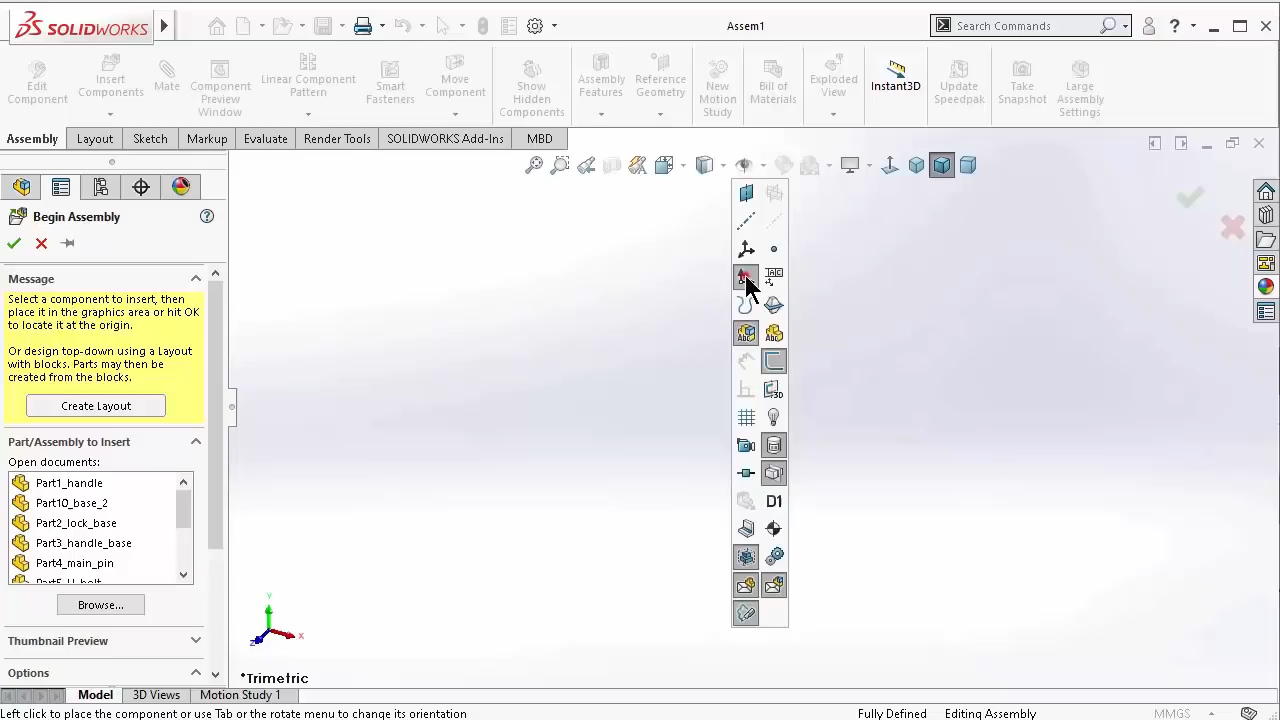 SOLIDWORKS
Assem1
Search Commands
Edit Component
Insert Components
Mate
Component Preview Window
Linear Component Pattern
Smart Fasteners
Move Component
Show Hidden Components
Assembly Features
Reference Geometry
New Motion Study
Bill of Materials
Exploded View
Instant3D
Update Speedpak
Take Snapshot
Large Assembly Settings
Assembly
Layout
Sketch
Markup
Evaluate
Render Tools
SOLIDWORKS Add-Ins
MBD
Begin Assembly
Message
Select a component to insert, then
place it in the graphics area or hit OK
to locate it at the origin.
Or design top-down using a Layout
with blocks. Parts may then be
created from the blocks.
Create Layout
Part/Assembly to Insert
Open documents:
Part1_handle
Part10_base_2
Part2_lock_base
Part3_handle_base
Part4_main_pin
Browse...
Thumbnail Preview
Options
D1
Y
X
Z
*Trimetric
Model
3D Views
Motion Study 1
Left click to place the component or use Tab or the rotate menu to change its orientation
Fully Defined
Editing Assembly
MMGS